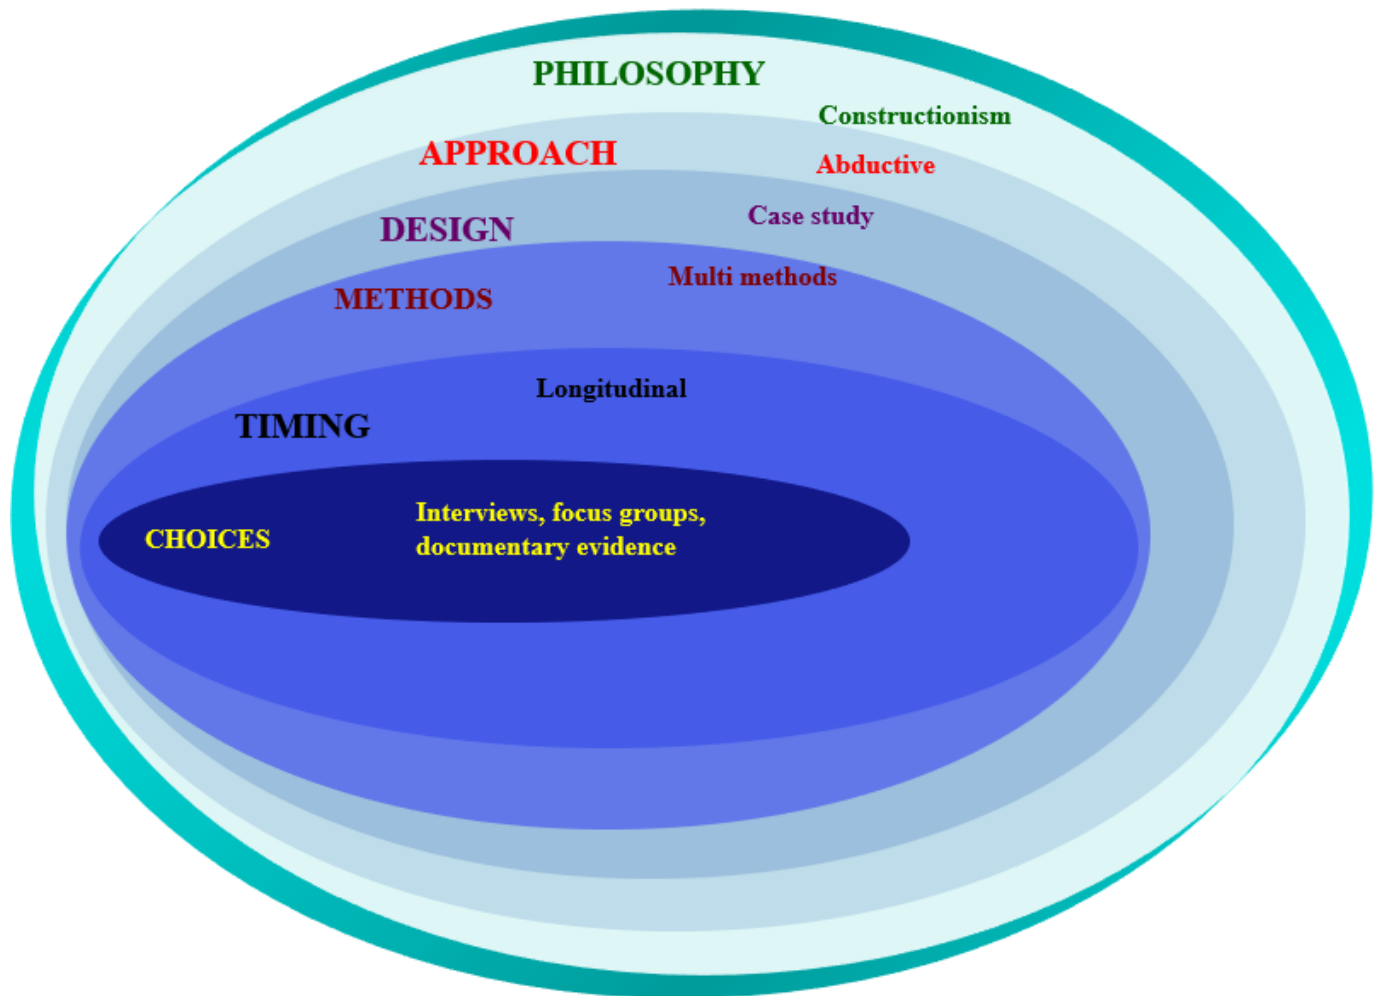 PHILOSOPHY
Constructionism
APPROACH
Abductive
DESIGN
Case study
METHODS
Multi methods
Longitudinal
TIMING
CHOICES
Interviews, focus groups,
documentary evidence